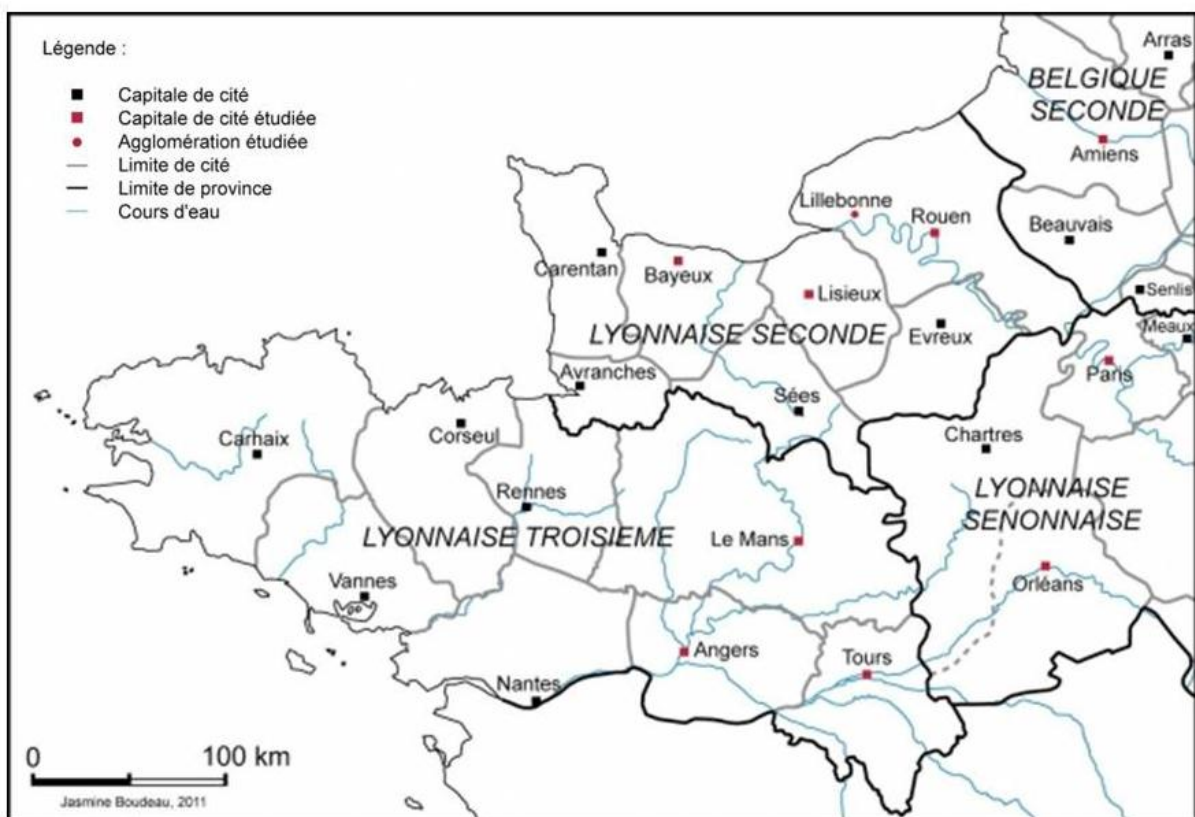 Légende :
Capitale de cité
Capitale de cité étudiée
Agglomération étudiée
Limite de cité
Limite de province
Cours d'eau
Arras
BELGIQUE
SECONDE
Amiens
Lillebonne
Rouen
Beauvais
Carentan
Bayeux
Lisieux
Senlis
LYONNAISE SECONDE
Evreux
Meaux
Paris
Avranches
Sées
Carhaix
Corseul
Chartres
Rennes
LYONNAISE
SENONNAISE
LYONNAISE TROISIEME
Le Mans
Vannes
Orléans
Angers
Tours
Nantes
0 100 km
Jasmine Boudeau, 2011